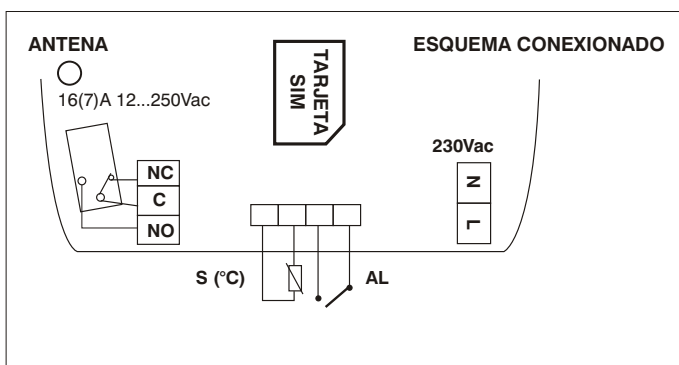 ANTENA
ESQUEMA CONEXIONADO
16(7)A 12...250Vac
TARJETA
SIM
230Vac
NC
C
NO
N
L
S (°C)
AL